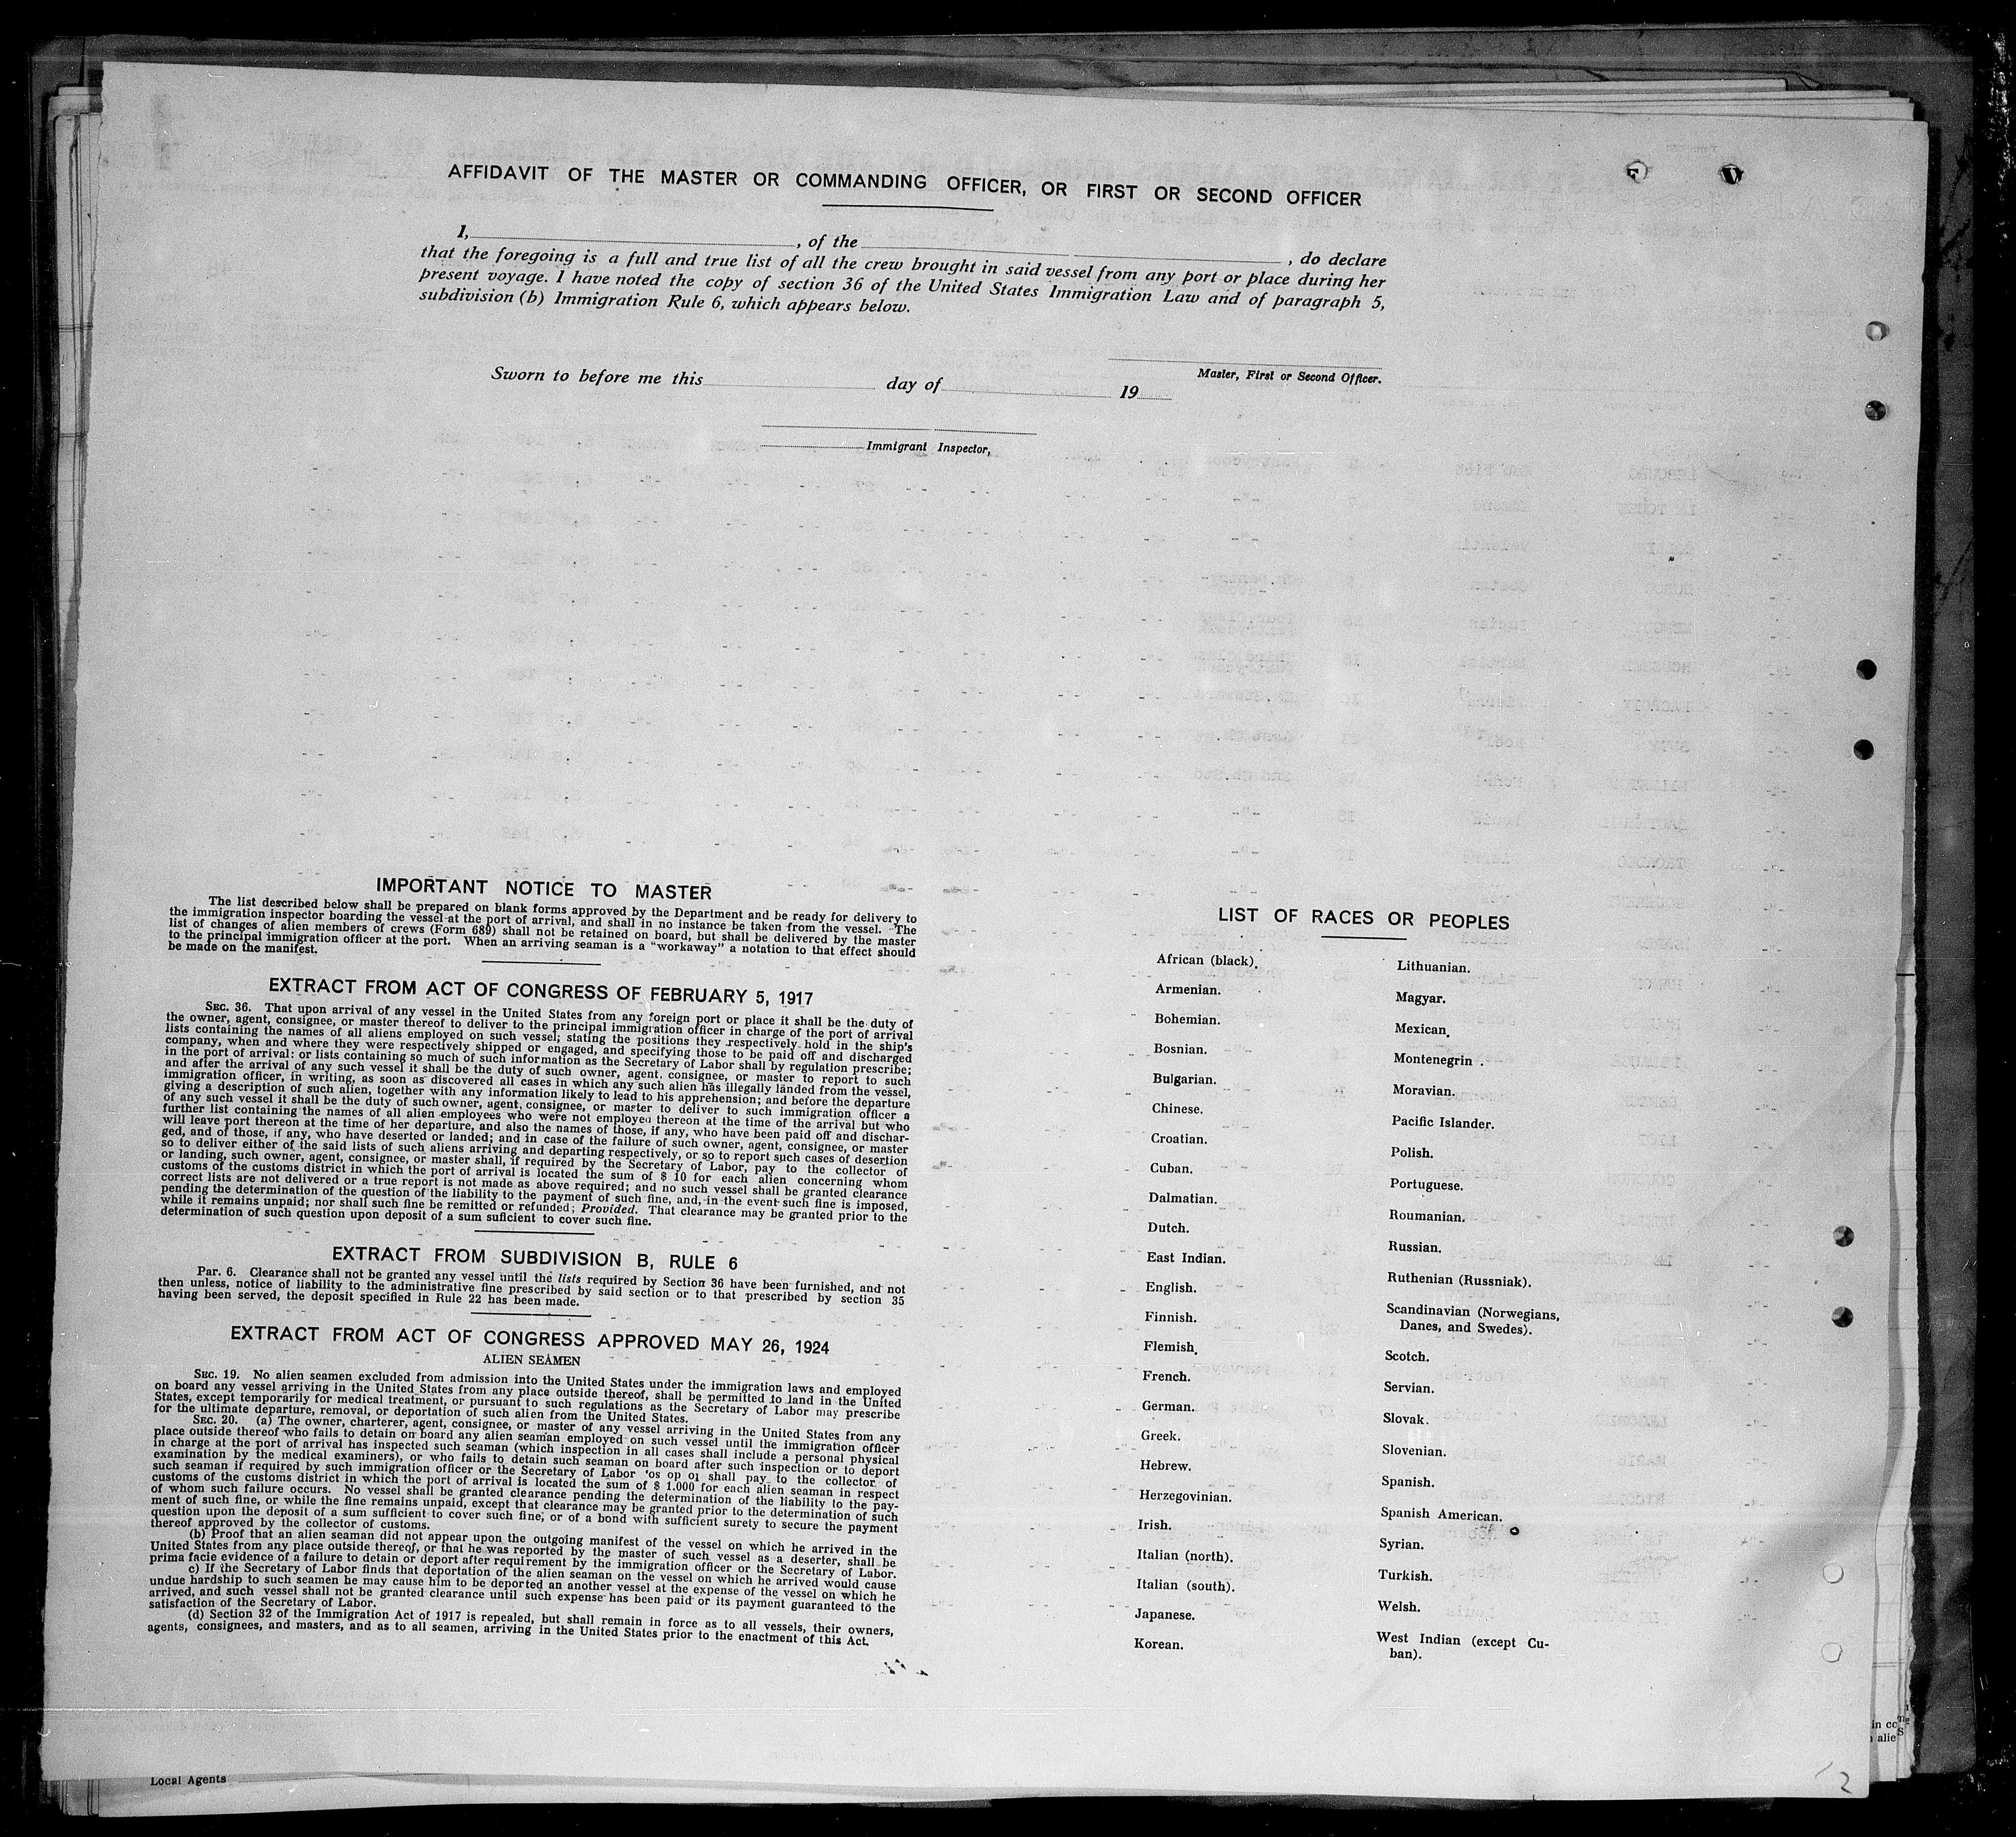 AFFIDAVIT OF THE MASTER OR COMMANDING OFFICER, OR FIRST OR SECOND OFFICER
I, , of the , do declare
that the foregoing is a full and true list of all the crew brought in said vessel from any port or place during her
present voyage. I have noted the copy of section 36 of the United States Immigration Law and of paragraph 5,
subdivision (b) Immigration Rule 6, which appears below.
Master, First or Second Officer.
Sworn to before me this day of 19
Immigrant Inspector,
IMPORTANT NOTICE TO MASTER
The list described below shall be prepared on blank forms approved by the Department and be ready for delivery to
the immigration inspector boarding the vessel at the port of arrival, and shall in no instance be taken from the vessel. The
list of changes of alien members of crews (Form 689) shall not be retained on board, but shall be delivered by the master
to the principal immigration officer at the port. When an arriving seaman is a "workaway" a notation to that effect should
be made on the manifest.
EXTRACT FROM ACT OF CONGRESS OF FEBRUARY 5, 1917
SEC. 36. That upon arrival of any vessel in the United States from any foreign port or place it shall be the duty of
the owner, agent, consignee, or master thereof to deliver to the principal immigration officer in charge of the port of arrival
lists containing the names of all aliens employed on such vessel; stating the positions they respectively hold in the ship's
company, when and where they were respectively shipped or engaged, and specifying those to be paid off and discharged
in the port of arrival: or lists containing so much of such information as the Secretary of Labor shall by regulation prescribe;
and after the arrival of any such vessel it shall be the duty of such owner, agent, consignee, or master to report to such
immigration officer, in writing, as soon as discovered all cases in which any such alien has illegally landed from the vessel,
giving a description of such alien, together with any information likely to lead to his apprehension; and before the departure
of any such vessel it shall be the duty of such owner, agent, consignee, or master to deliver to such immigration officer a
further list containing the names of all alien employees who were not employed thereon at the time of the arrival but who
will leave port thereon at the time of her departure, and also the names of those, if any, who have been paid off and dischar-
ged, and of those, if any, who have deserted or landed; and in case of the failure of such owner, agent, consignee, or master
so to deliver either of the said lists of such aliens arriving and departing respectively, or so to report such cases of desertion
or landing, such owner, agent, consignee, or master shall, if required by the Secretary of Labor, pay to the collector of
customs of the customs district in which the port of arrival is located the sum of $ 10 for each alien concerning whom
correct lists are not delivered or a true report is not made as above required; and no such vessel shall be granted clearance
pending the determination of the question of the liability to the payment of such fine, and, in the event such fine is imposed,
while it remains unpaid; nor shall such fine be remitted or refunded; Provided. That clearance may be granted prior to the
determination of such question upon deposit of a sum suficient to cover such fine.
EXTRACT FROM SUBDIVISION B, RULE 6
Par. 6. Clearance shall not be granted any vessel until the lists required by Section 36 have been furnished, and not
then unless, notice of liability to the administrative fine prescribed by said section or to that prescribed by section 35
having been served, the deposit specified in Rule 22 has been made.
EXTRACT FROM ACT OF CONGRESS APPROVED MAY 26, 1924
ALIEN SEAMEN
SEC. 19. No alien seamen excluded from admission into the United States under the immigration laws and employed
on board any vessel arriving in the United States from any place outside thereof, shall be permitted to land in the United
States, except temporarily for medical treatment, or pursuant to such regulations as the Secretary of Labor may prescribe
for the ultimate departure, removal, or deportation of such alien from the United States.
SEC. 20. (a) The owner, charterer, agent, consignee, or master of any vessel arriving in the United States from any
place outside thereof who fails to detain on board any alien seaman employed on such vessel until the immigration officer
in charge at the port of arrival has inspected such seaman (which inspection in all cases shall include a personal physical
examination by the medical examiners), or who fails to detain such seaman on board after such inspection or to deport
such seaman if required by such immigration officer or the Secretary of Labor 'os op o1 shall pay to the collector of
customs of the customs district in which the port of arrival is located the sum of $ 1.000 for each alien seaman in respect
of whom such failure occurs. No vessel shall be granted clearance pending the determination of the liability to the pay-
ment of such fine, or while the fine remains unpaid, except that clearance may be granted prior to the determination of such
question upon the deposit of a sum sufficient to cover such fine, or of a bond with sufficient surety to secure the payment
thereof approved by the collector of customs.
(b) Proof that an alien seaman did not appear upon the outgoing manifest of the vessel on which he arrived in the
United States from any place outside thereof, or that he was reported by the master of such vessel as a deserter, shall be
prima facie evidence of a failure to detain or deport after requirement by the immigration officer or the Secretary of Labor.
c) If the Secretary of Labor finds that deportation of the alien seaman on the vessel on which he arrived would cause
undue hardship to such seamen he may cause him to be deported an another vessel at the expense of the vessel on which he
arrived, and such vessel shall not be granted clearance until such expense has been paid or its payment guaranteed to the
satisfaction of the Secretary of Labor.
(d) Section 32 of the Immigration Act of 1917 is repealed, but shall remain in force as to all vessels, their owners,
agents, consignees, and masters, and as to all seamen, arriving in the United States prior to the enactment of this Act.
LIST OF RACES OR PEOPLES
African (black).
Armenian.
Bohemian.
Bosnian.
Bulgarian.
Chinese.
Croatian.
Cuban.
Dalmatian.
Dutch.
East Indian.
English.
Finnish.
Flemish.
French.
German.
Greek.
Hebrew.
Herzegovinian.
Irish.
Italian (north).
Italian (south).
Japanese.
Korean.
Lithuanian.
Magyar.
Mexican.
Montenegrin .
Moravian.
Pacific Islander.
Polish.
Portuguese.
Roumanian.
Russian.
Ruthenian (Russniak).
Scandinavian (Norwegians,
Danes, and Swedes).
Scotch.
Servian.
Slovak.
Slovenian.
Spanish.
Spanish American.
Syrian.
Turkish.
Welsh.
West Indian (except Cu-
ban).
Local Agents
2